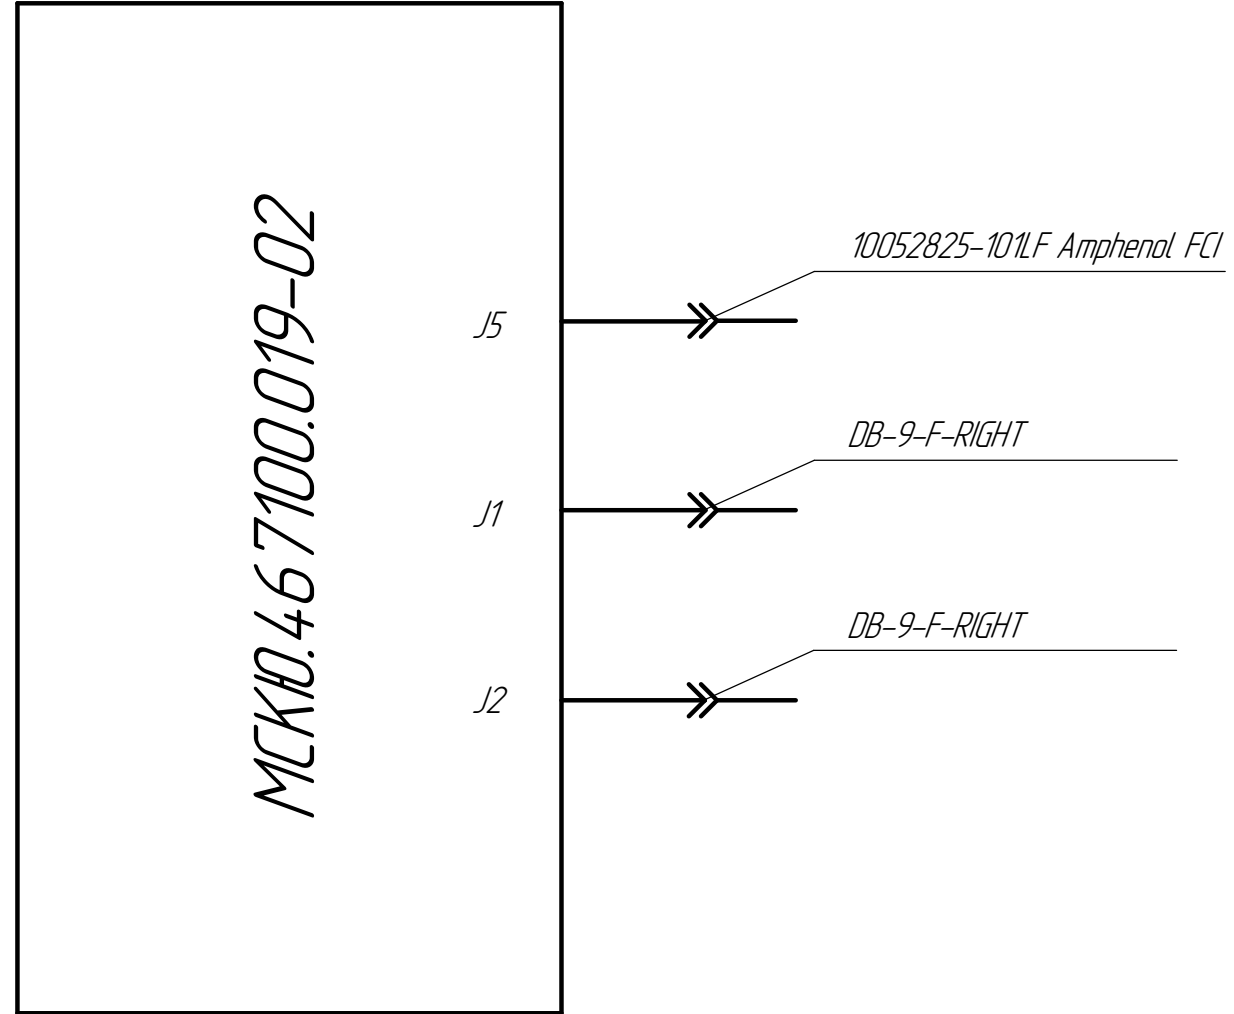 МСКЮ.467100.019-02
J5
10052825-101LF Amphenol FCI
J1
DB-9-F-RIGHT
J2
DB-9-F-RIGHT